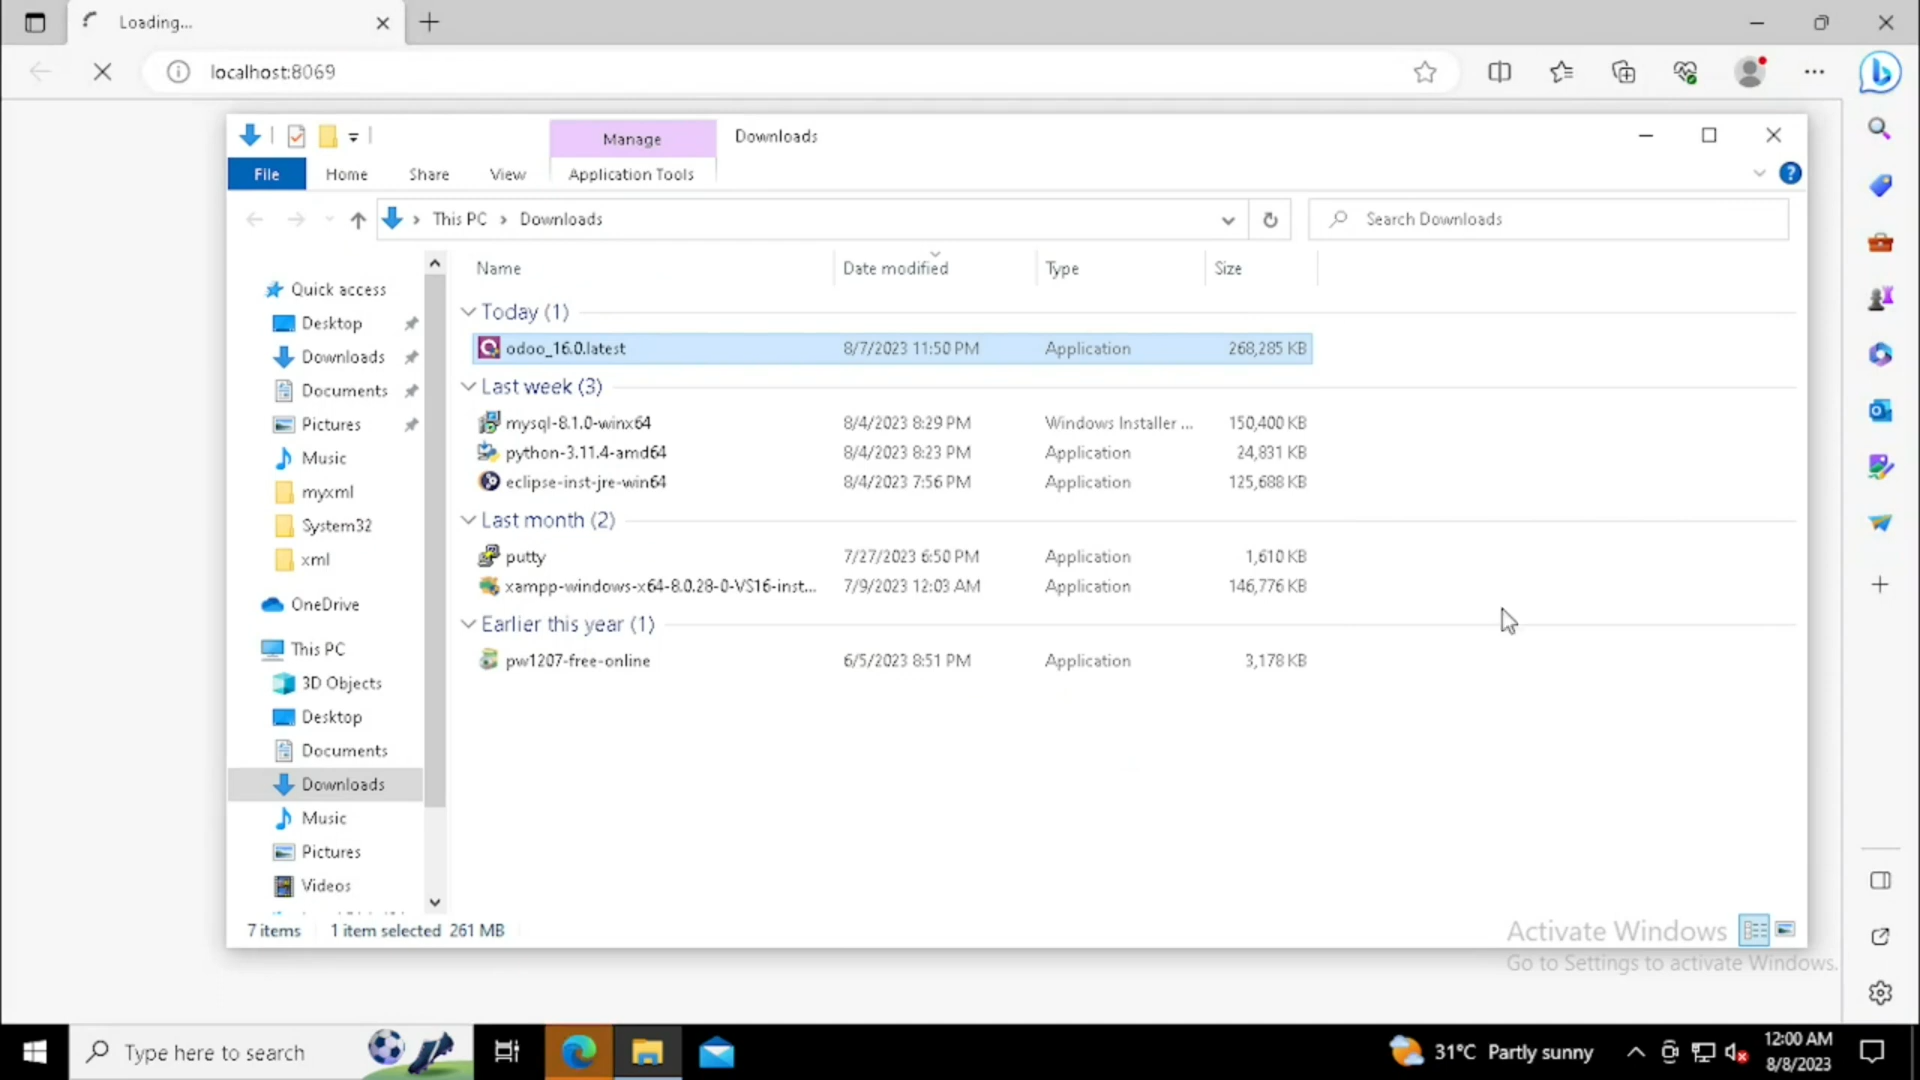 Loading...
localhost:8069
Manage
Downloads
File
Home
Share
View
Application Tools
This PC > Downloads
Search Downloads
Name
Date modified
Type
Size
Quick access
Desktop
Downloads
Documents
Pictures
Music
myxml
System32
xml
OneDrive
This PC
3D Objects
Desktop
Documents
Downloads
Music
Pictures
Videos
Today (1)
odoo_16.0.latest 8/7/2023 11:50 PM Application 268,285 KB
Last week (3)
mysql-8.1.0-winx64 8/4/2023 8:29 PM Windows Installer ... 150,400 KB
python-3.11.4-amd64 8/4/2023 8:23 PM Application 24,831 KB
eclipse-inst-jre-win64 8/4/2023 7:56 PM Application 125,688 KB
Last month (2)
putty 7/27/2023 6:50 PM Application 1,610 KB
xampp-windows-x64-8.0.28-0-VS16-inst... 7/9/2023 12:03 AM Application 146,776 KB
Earlier this year (1)
pw1207-free-online 6/5/2023 8:51 PM Application 3,178 KB
7 items 1 item selected 261 MB
Activate Windows
Go to Settings to activate Windows.
Type here to search
31°C Partly sunny
12:00 AM
8/8/2023